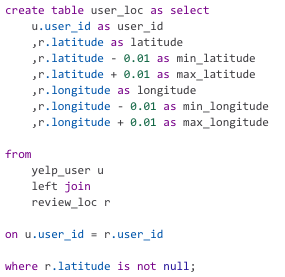 create table user_loc as select
    u.user_id as user_id
    ,r.latitude as latitude
    ,r.latitude - 0.01 as min_latitude
    ,r.latitude + 0.01 as max_latitude
    ,r.longitude as longitude
    ,r.longitude - 0.01 as min_longitude
    ,r.longitude + 0.01 as max_longitude

from
    yelp_user u
    left join
    review_loc r

on u.user_id = r.user_id

where r.latitude is not null;